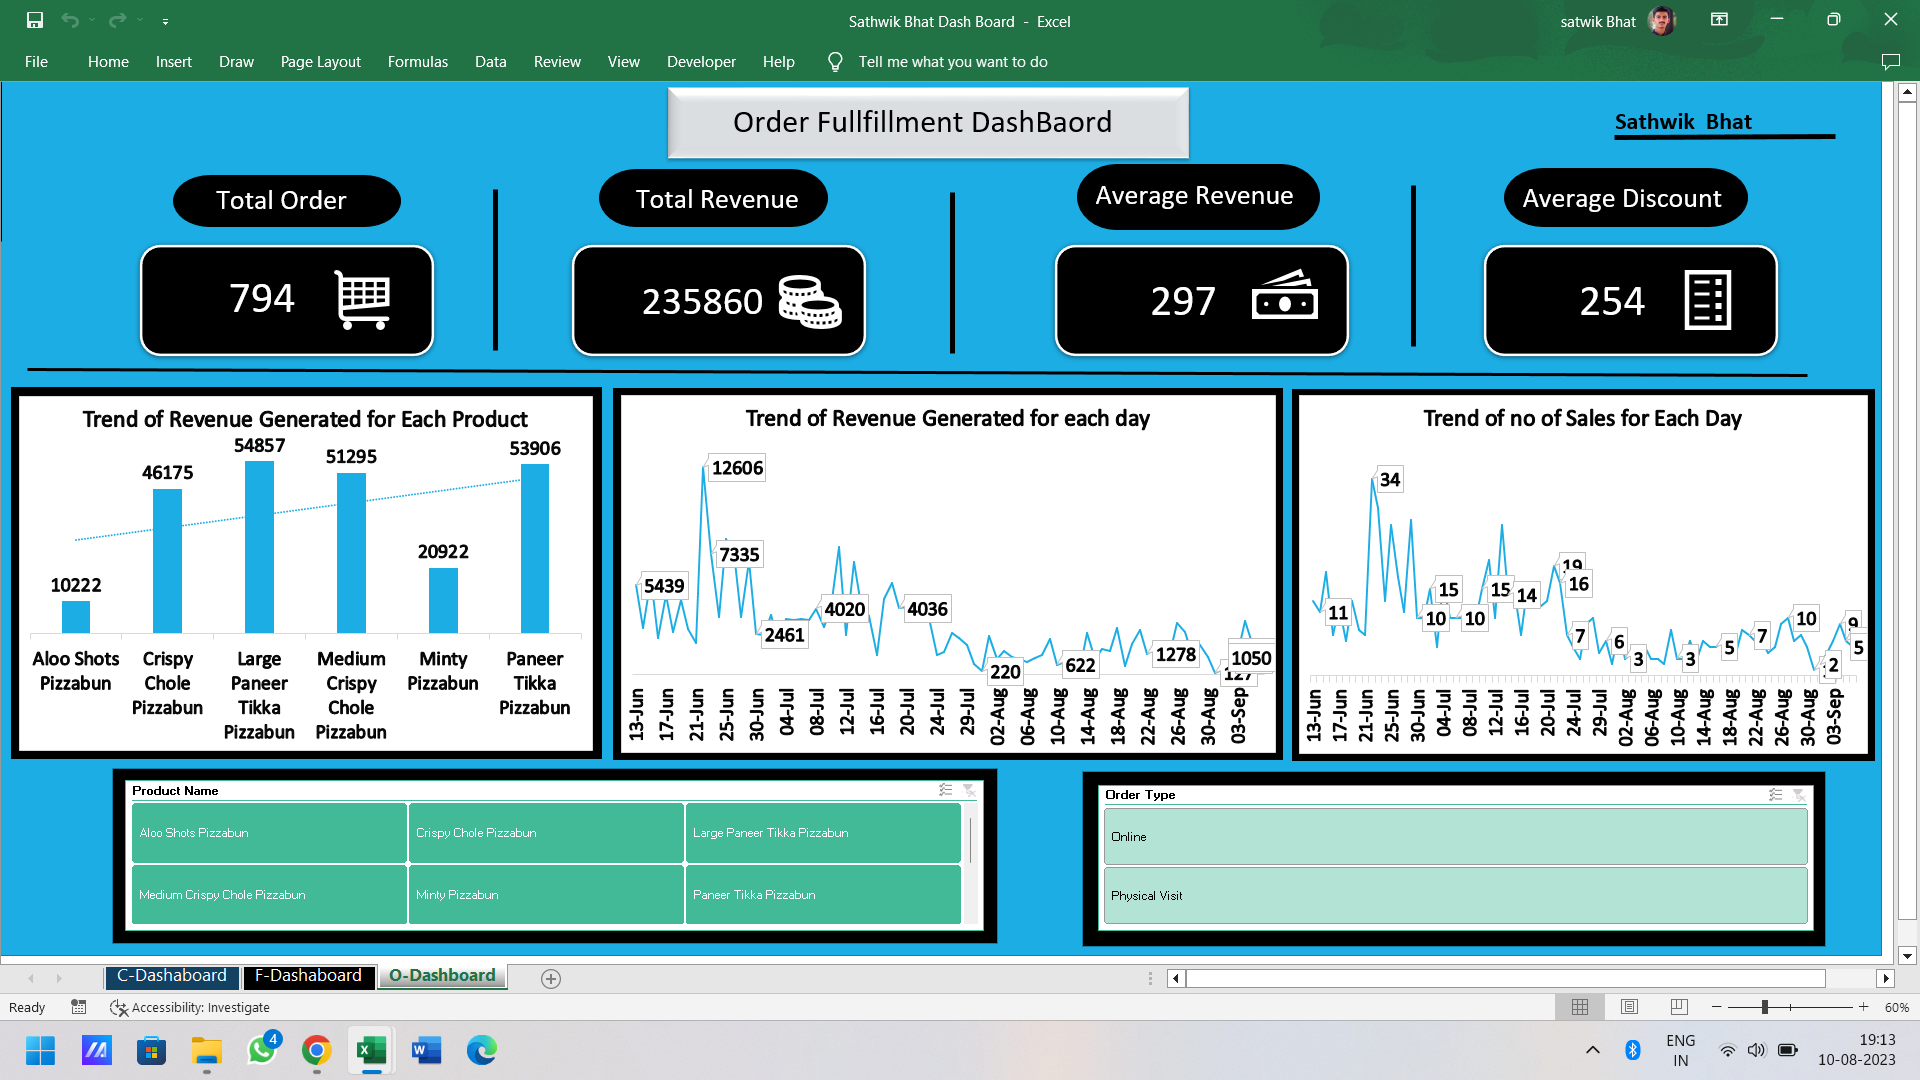 Sathwik Bhat Dash Board - Excel
satwik Bhat
File Home Insert Draw Page Layout Formulas Data Review View Developer Help Tell me what you want to do
Order Fullfillment DashBaord
Sathwik Bhat
Total Order
Total Revenue
Average Revenue
Average Discount
794
235860
297
254
Trend of Revenue Generated for Each Product
10222
46175
54857
51295
20922
53906
Aloo Shots
Pizzabun
Crispy
Chole
Pizzabun
Large
Paneer
Tikka
Pizzabun
Medium
Crispy
Chole
Pizzabun
Minty
Pizzabun
Paneer
Tikka
Pizzabun
Trend of Revenue Generated for each day
5439
12606
7335
2461
4020
4036
220
622
1278
127
1050
13-Jun
17-Jun
21-Jun
25-Jun
30-Jun
04-Jul
08-Jul
12-Jul
16-Jul
20-Jul
24-Jul
29-Jul
02-Aug
06-Aug
10-Aug
14-Aug
18-Aug
22-Aug
26-Aug
30-Aug
03-Sep
Trend of no of Sales for Each Day
11
34
10
15
10
15
14
19
16
7
6
3
3
5
7
10
2
9
5
13-Jun
17-Jun
21-Jun
25-Jun
30-Jun
04-Jul
08-Jul
12-Jul
16-Jul
20-Jul
24-Jul
29-Jul
02-Aug
06-Aug
10-Aug
14-Aug
18-Aug
22-Aug
26-Aug
30-Aug
03-Sep
Product Name
Aloo Shots Pizzabun
Crispy Chole Pizzabun
Large Paneer Tikka Pizzabun
Medium Crispy Chole Pizzabun
Minty Pizzabun
Paneer Tikka Pizzabun
Order Type
Online
Physical Visit
C-Dashaboard
F-Dashaboard
O-Dashboard
Ready
Accessibility: Investigate
60%
4
ENG
IN
19:13
10-08-2023